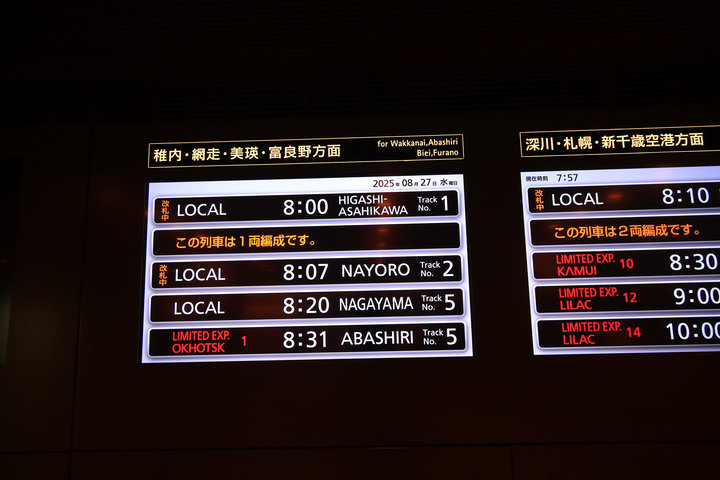 稚内・網走・美瑛・富良野方面
for Wakkanai,Abashiri
Biei,Furano
2025年 08月 27日 水曜日
改札中 LOCAL 8:00 HIGASHI-ASAHIKAWA Track No. 1
この列車は1両編成です。
改札中 LOCAL 8:07 NAYORO Track No. 2
LOCAL 8:20 NAGAYAMA Track No. 5
LIMITED EXP. OKHOTSK 1 8:31 ABASHIRI Track No. 5
深川・札幌・新千歳空港方面
現在時刻 7:57
改札中 LOCAL 8:10
この列車は2両編成です。
LIMITED EXP. KAMUI 10 8:30
LIMITED EXP. LILAC 12 9:00
LIMITED EXP. LILAC 14 10:00